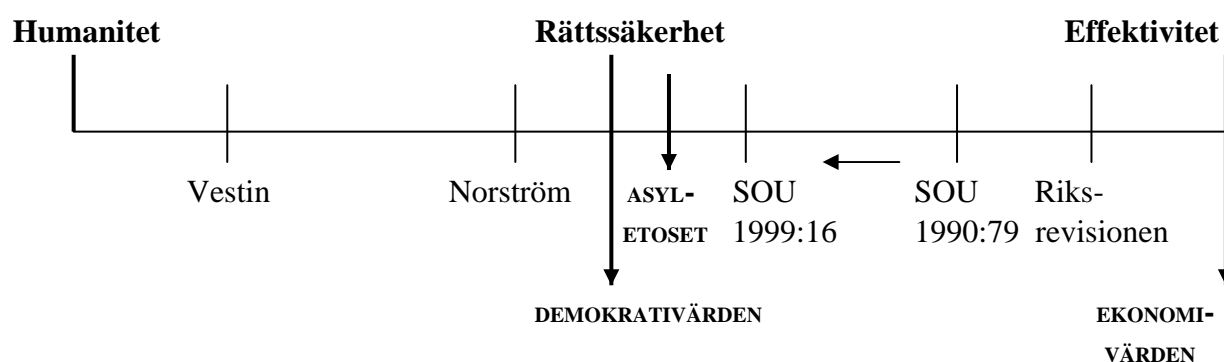 Humanitet Rättssäkerhet Effektivitet
Vestin Norström ASYL- SOU SOU Riks-
ETOSET 1999:16 1990:79 revisionen
DEMOKRATIVÄRDEN EKONOMI-
VÄRDEN